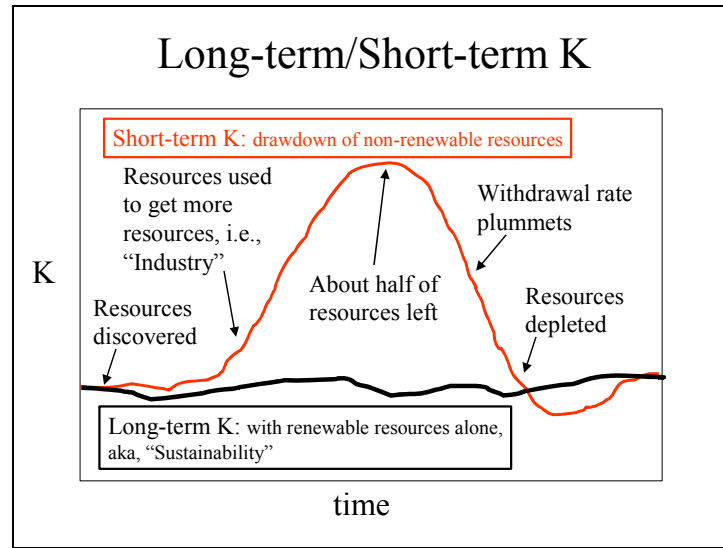 Long-term/Short-term K
Short-term K: drawdown of non-renewable resources
Resources used
to get more
resources, i.e.,
“Industry”
Withdrawal rate
plummets
K
About half of
resources left
Resources
discovered
Resources
depleted
Long-term K: with renewable resources alone,
aka, “Sustainability”
time